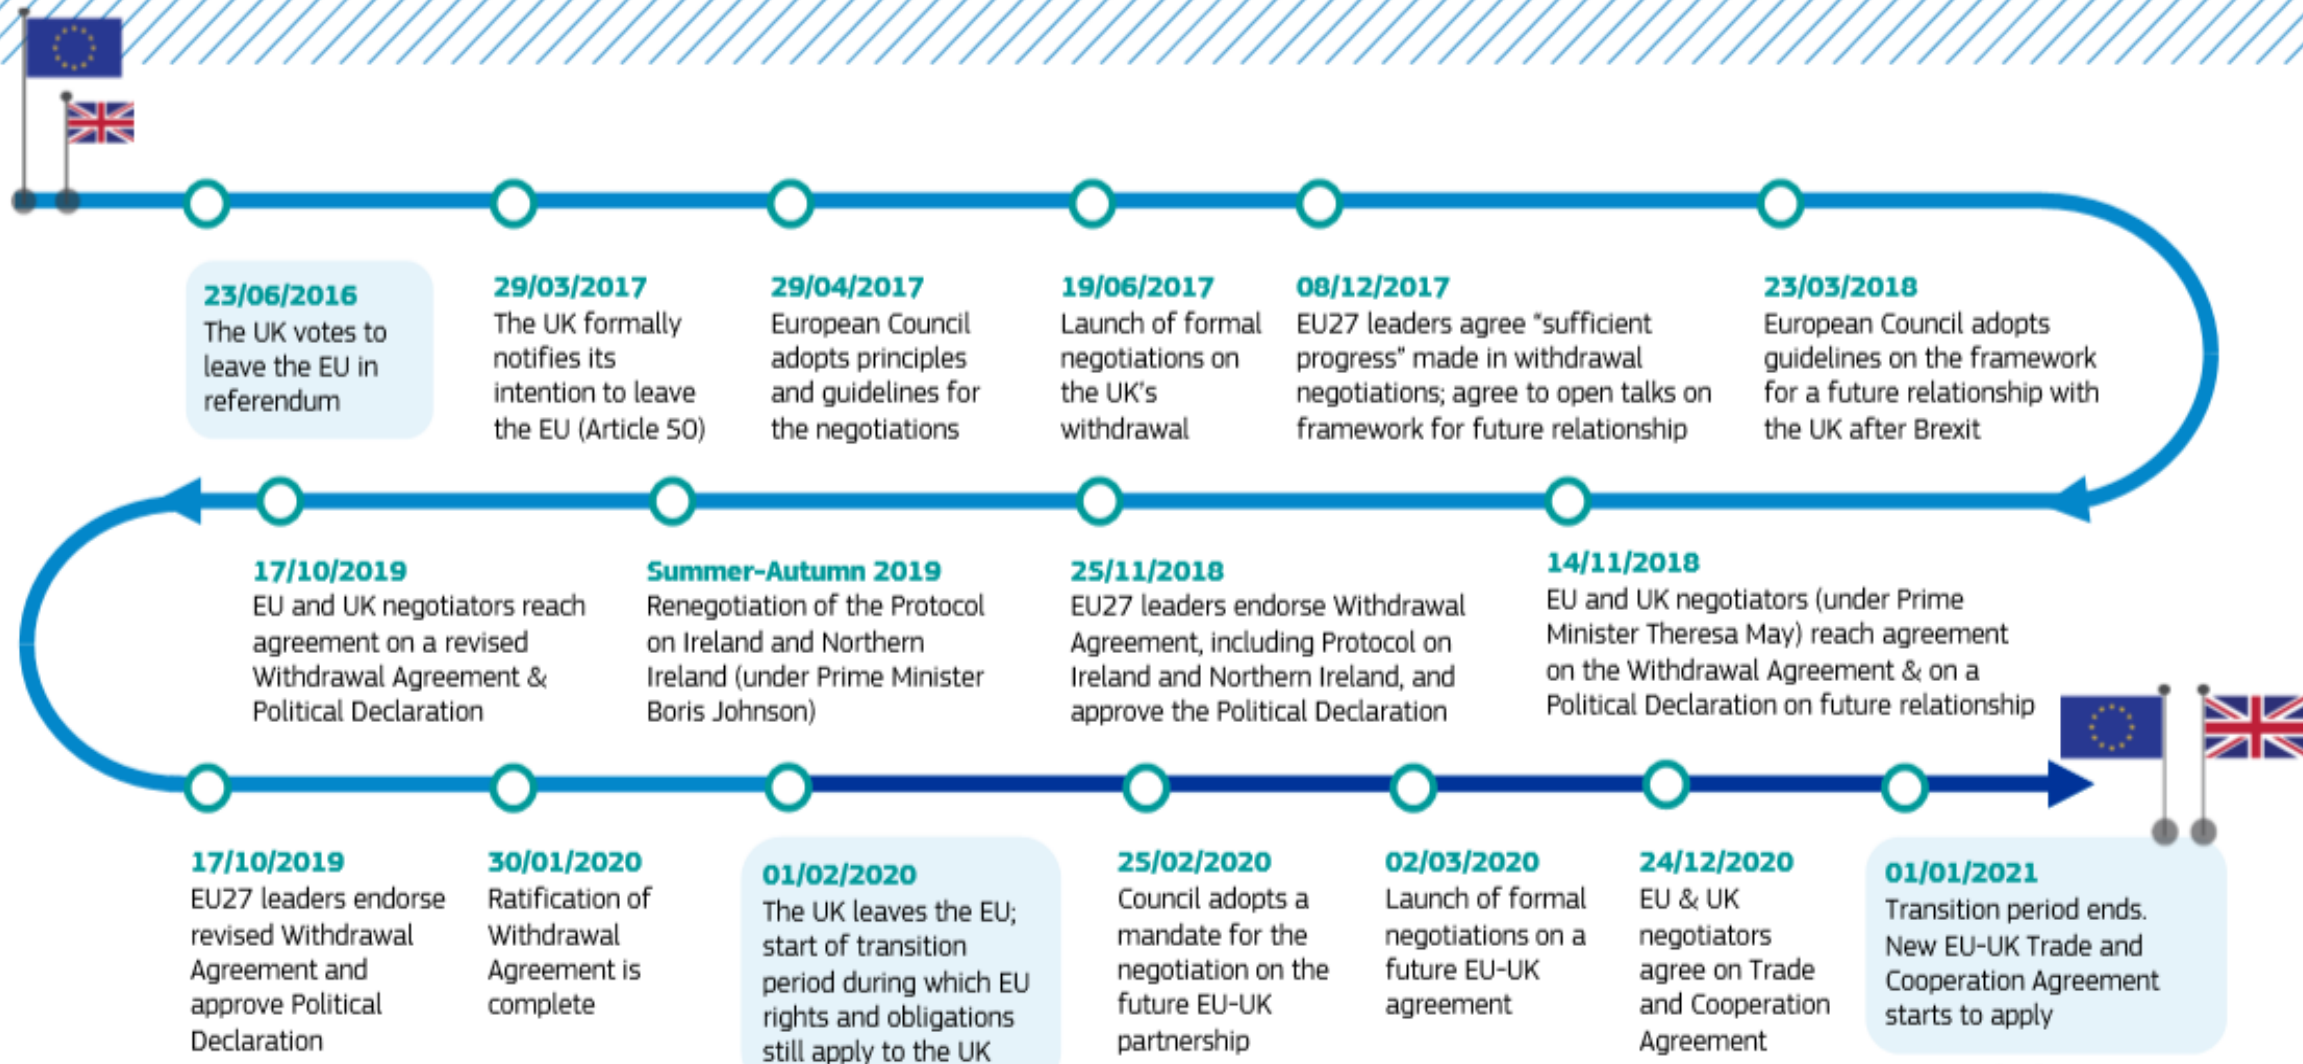 23/06/2016
The UK votes to
leave the EU in
referendum
29/03/2017
The UK formally
notifies its
intention to leave
the EU (Article 50)
29/04/2017
European Council
adopts principles
and guidelines for
the negotiations
19/06/2017
Launch of formal
negotiations on
the UK's
withdrawal
08/12/2017
EU27 leaders agree “sufficient
progress” made in withdrawal
negotiations; agree to open talks on
framework for future relationship
23/03/2018
European Council adopts
guidelines on the framework
for a future relationship with
the UK after Brexit
14/11/2018
EU and UK negotiators (under Prime
Minister Theresa May) reach agreement
on the Withdrawal Agreement & on a
Political Declaration on future relationship
25/11/2018
EU27 leaders endorse Withdrawal
Agreement, including Protocol on
Ireland and Northern Ireland, and
approve the Political Declaration
Summer-Autumn 2019
Renegotiation of the Protocol
on Ireland and Northern
Ireland (under Prime Minister
Boris Johnson)
17/10/2019
EU and UK negotiators reach
agreement on a revised
Withdrawal Agreement &
Political Declaration
17/10/2019
EU27 leaders endorse
revised Withdrawal
Agreement and
approve Political
Declaration
30/01/2020
Ratification of
Withdrawal
Agreement is
complete
01/02/2020
The UK leaves the EU;
start of transition
period during which EU
rights and obligations
still apply to the UK
25/02/2020
Council adopts a
mandate for the
negotiation on the
future EU-UK
partnership
02/03/2020
Launch of formal
negotiations on a
future EU-UK
agreement
24/12/2020
EU & UK
negotiators
agree on Trade
and Cooperation
Agreement
01/01/2021
Transition period ends.
New EU-UK Trade and
Cooperation Agreement
starts to apply